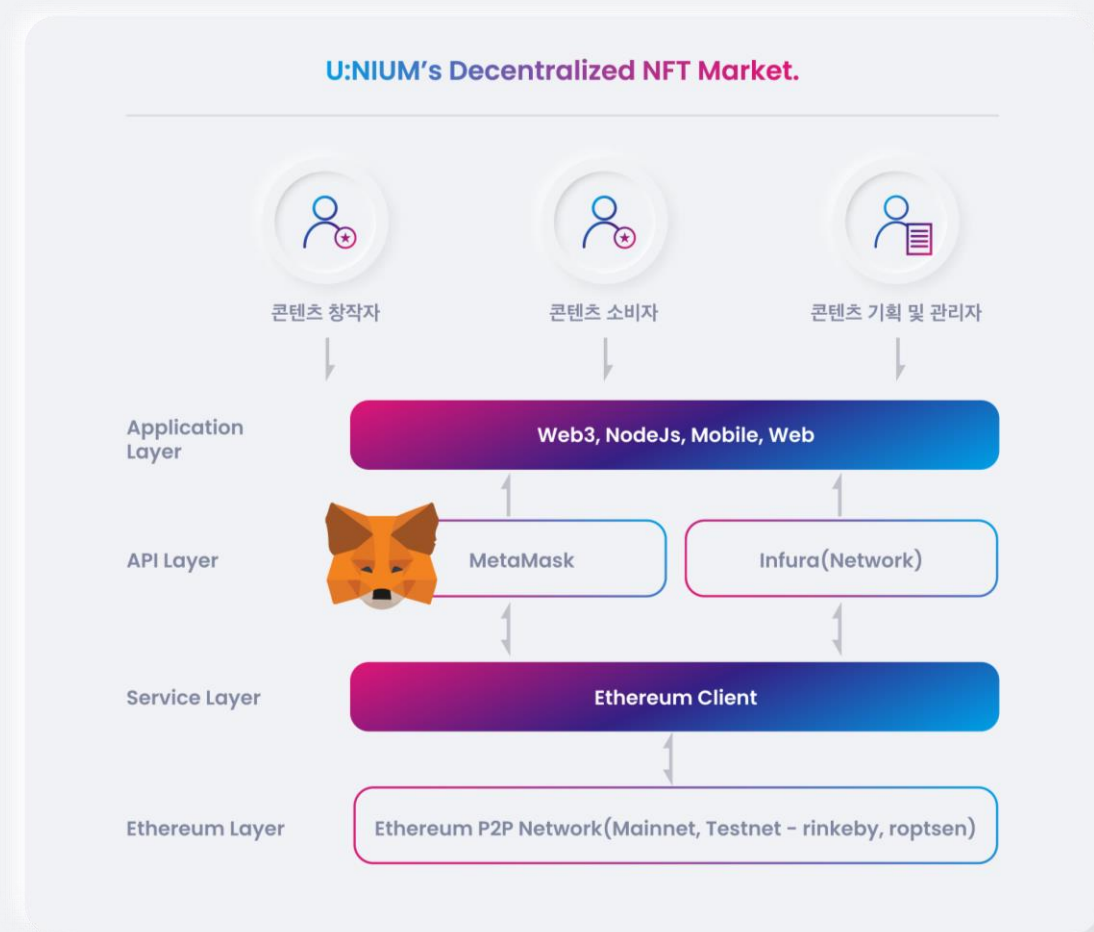 U:NIUM's Decentralized NFT Market.
콘텐츠 창작자
콘텐츠 소비자
콘텐츠 기획 및 관리자
Application
Layer
Web3, NodeJs, Mobile, Web
API Layer
MetaMask
Infura(Network)
Service Layer
Ethereum Client
Ethereum Layer
Ethereum P2P Network(Mainnet, Testnet - rinkeby, roptsen)